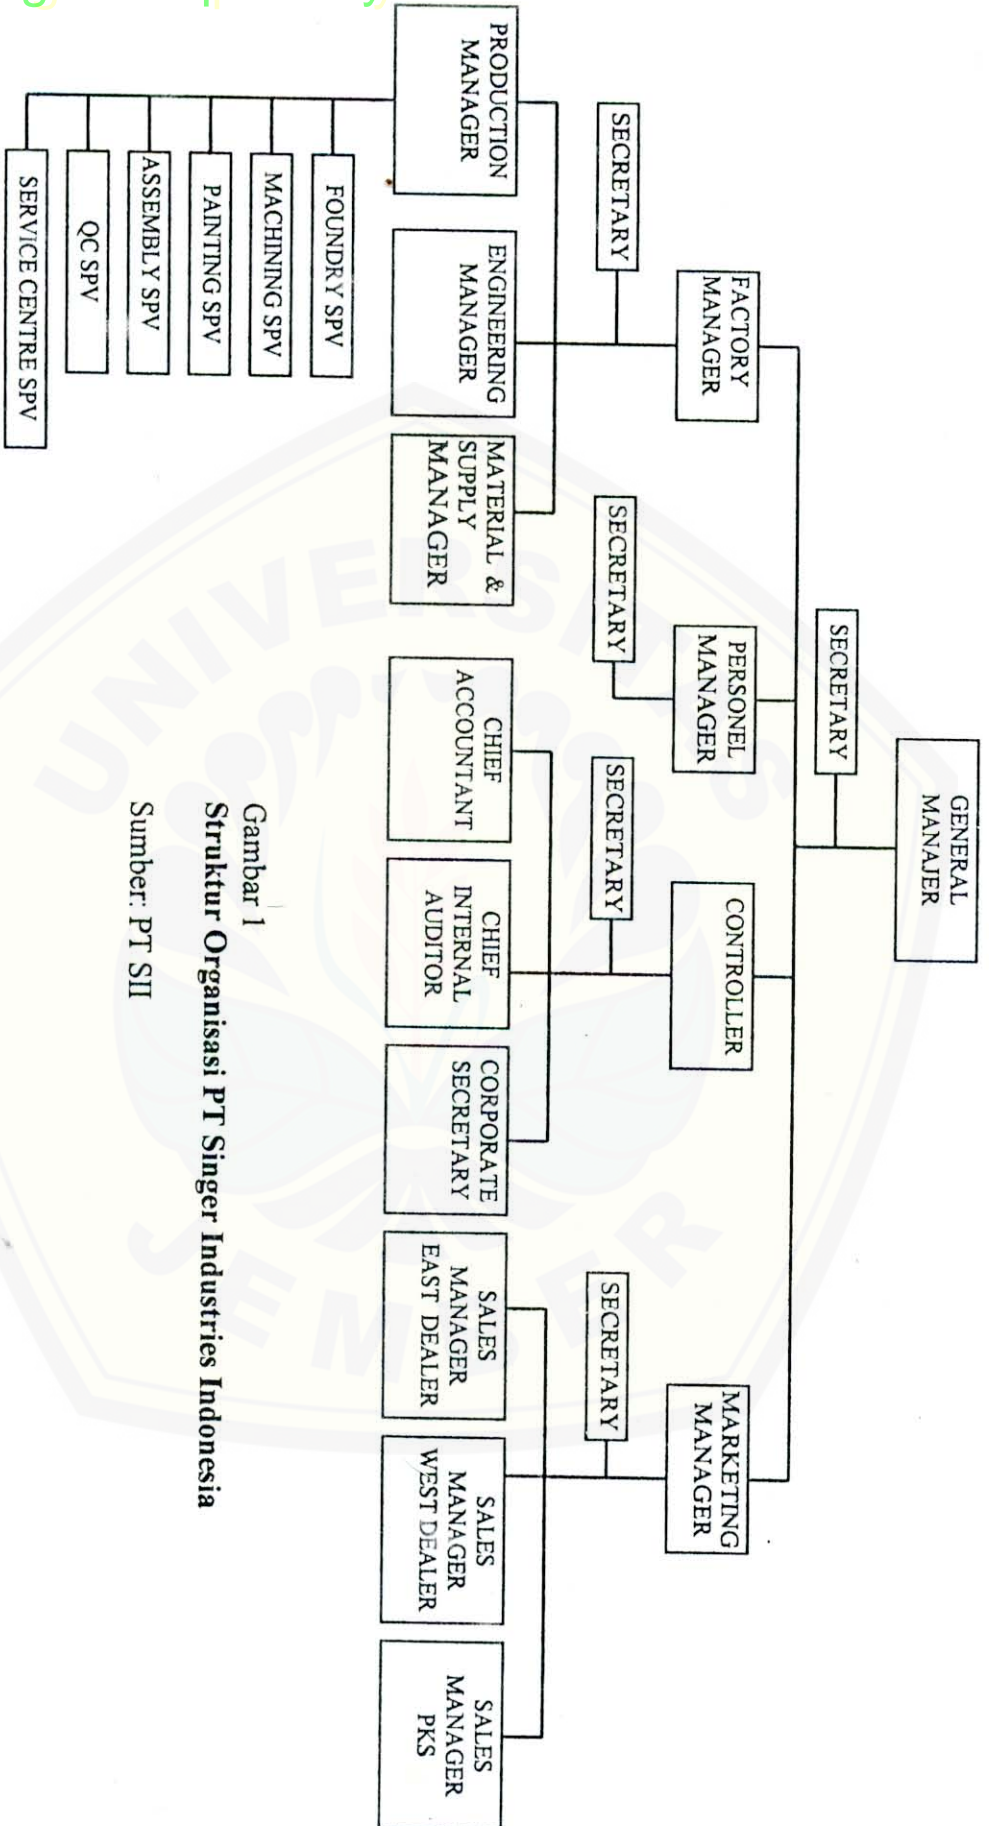 GENERAL
MANAJER
SECRETARY
FACTORY
MANAGER
PERSONEL
MANAGER
CONTROLLER
MARKETING
MANAGER
SECRETARY
SECRETARY
SECRETARY
SECRETARY
PRODUCTION
MANAGER
ENGINEERING
MANAGER
MATERIAL &
SUPPLY
MANAGER
CHIEF
ACCOUNTANT
CHIEF
INTERNAL
AUDITOR
CORPORATE
SECRETARY
SALES
MANAGER
EAST DEALER
SALES
MANAGER
WEST DEALER
SALES
MANAGER
PKS
FOUNDRY SPV
MACHINING SPV
PAINTING SPV
ASSEMBLY SPV
QC SPV
SERVICE CENTRE SPV
Gambar 1
Struktur Organisasi PT Singer Industries Indonesia
Sumber: PT SII
UNIVERSITAS
JEMBER